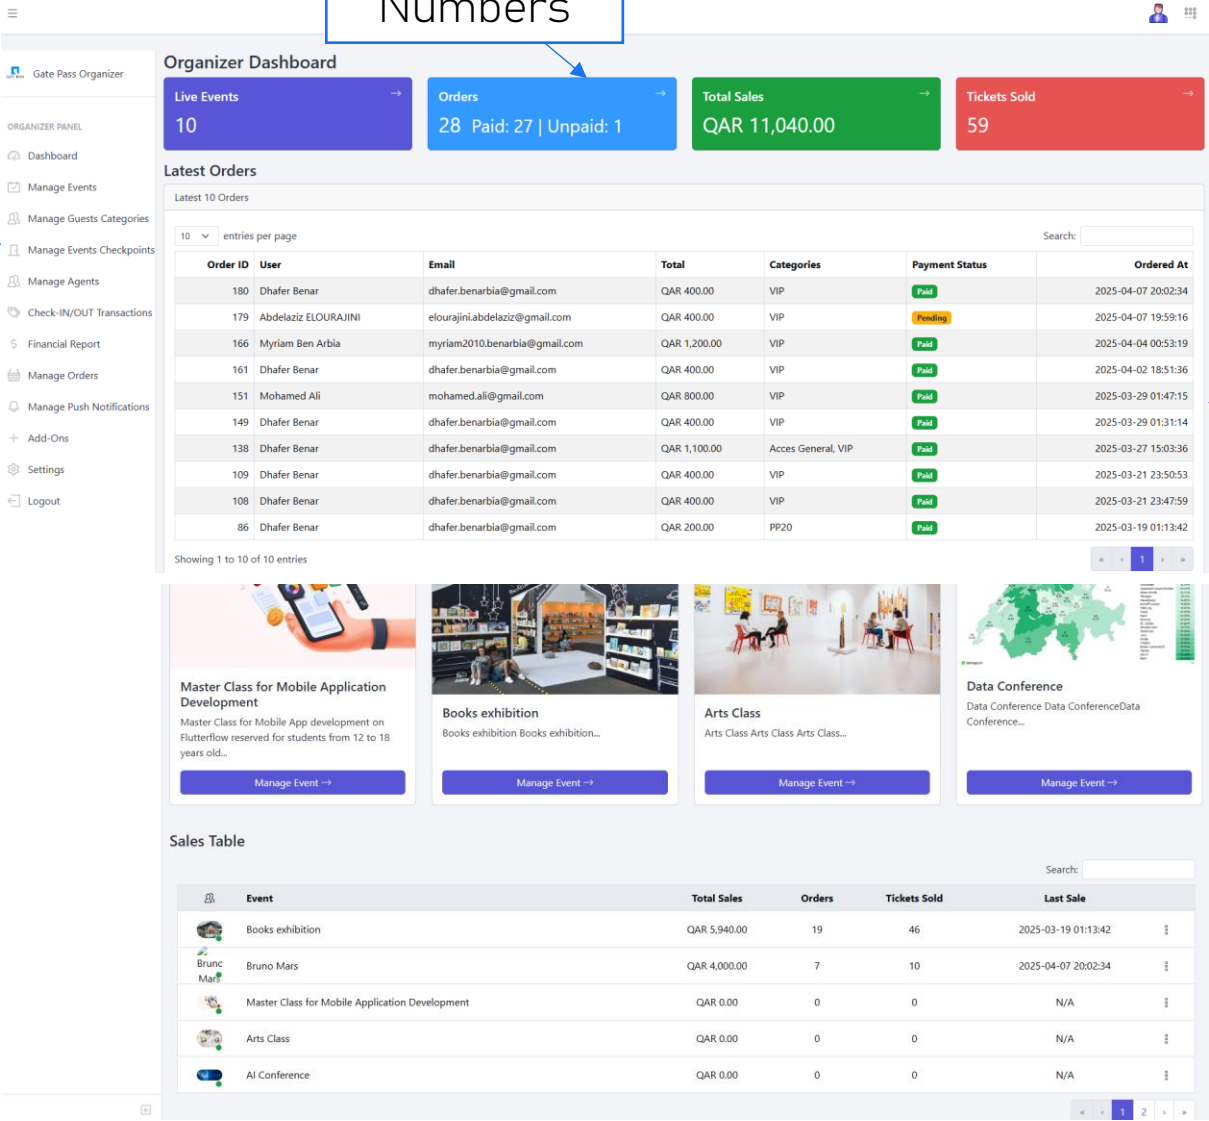 Numbers
Gate Pass Organizer
ORGANIZER PANEL
Dashboard
Manage Events
Manage Guests Categories
Manage Events Checkpoints
Manage Agents
Check-IN/OUT Transactions
Financial Report
Manage Orders
Manage Push Notifications
Add-Ons
Settings
Logout
Organizer Dashboard
Live Events →
10
Orders →
28 Paid: 27 | Unpaid: 1
Total Sales →
QAR 11,040.00
Tickets Sold →
59
Latest Orders
Latest 10 Orders
10 entries per page Search:
Order ID User Email Total Categories Payment Status Ordered At
180 Dhafer Benar dhafer.benarbia@gmail.com QAR 400.00 VIP Paid 2025-04-07 20:02:34
179 Abdelaziz ELOURAJINI elourajini.abdelaziz@gmail.com QAR 400.00 VIP Pending 2025-04-07 19:59:16
166 Myriam Ben Arbia myriam2010.benarbia@gmail.com QAR 1,200.00 VIP Paid 2025-04-04 00:53:19
161 Dhafer Benar dhafer.benarbia@gmail.com QAR 400.00 VIP Paid 2025-04-02 18:51:36
151 Mohamed Ali mohamed.ali@gmail.com QAR 800.00 VIP Paid 2025-03-29 01:47:15
149 Dhafer Benar dhafer.benarbia@gmail.com QAR 400.00 VIP Paid 2025-03-29 01:31:14
138 Dhafer Benar dhafer.benarbia@gmail.com QAR 1,100.00 Acces General, VIP Paid 2025-03-27 15:03:36
109 Dhafer Benar dhafer.benarbia@gmail.com QAR 400.00 VIP Paid 2025-03-21 23:50:53
108 Dhafer Benar dhafer.benarbia@gmail.com QAR 400.00 VIP Paid 2025-03-21 23:47:59
86 Dhafer Benar dhafer.benarbia@gmail.com QAR 200.00 PP20 Paid 2025-03-19 01:13:42
Showing 1 to 10 of 10 entries « ‹ 1 › »
Master Class for Mobile Application
Development
Master Class for Mobile App development on
Flutterflow reserved for students from 12 to 18
years old...
Manage Event →
Books exhibition
Books exhibition Books exhibition...
Manage Event →
Arts Class
Arts Class Arts Class Arts Class...
Manage Event →
Data Conference
Data Conference Data ConferenceData
Conference...
Manage Event →
Sales Table
Search:
Event Total Sales Orders Tickets Sold Last Sale
Books exhibition QAR 5,940.00 19 46 2025-03-19 01:13:42
Bruno
Mars
Bruno Mars QAR 4,000.00 7 10 2025-04-07 20:02:34
Master Class for Mobile Application Development QAR 0.00 0 0 N/A
Arts Class QAR 0.00 0 0 N/A
AI Conference QAR 0.00 0 0 N/A
« ‹ 1 2 › »